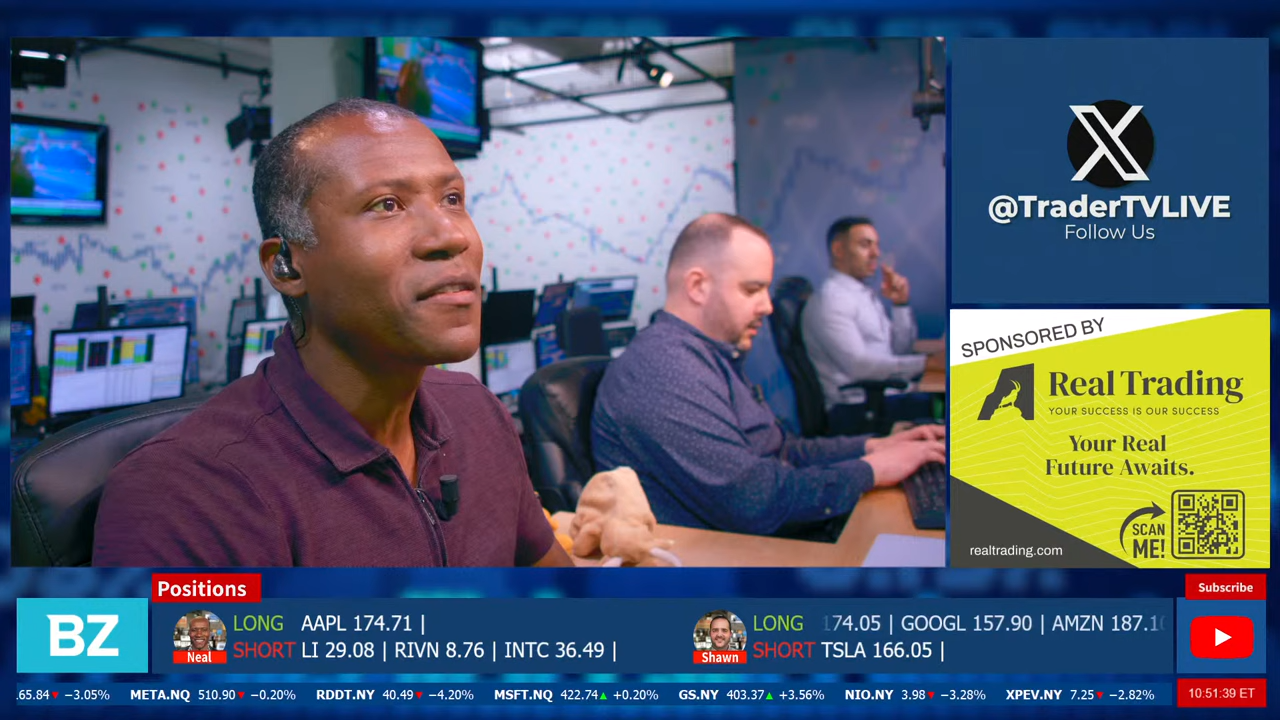 X
@TraderTVLIVE
Follow Us
SPONSORED BY
Real Trading
YOUR SUCCESS IS OUR SUCCESS
Your Real
Future Awaits.
SCAN
ME!
realtrading.com
Positions
Subscribe
BZ
Neal
LONG AAPL 174.71 |
SHORT LI 29.08 | RIVN 8.76 | INTC 36.49 |
Shawn
LONG 174.05 | GOOGL 157.90 | AMZN 187.16
SHORT TSLA 166.05 |
.65.84 −3.05% META.NQ 510.90 −0.20% RDDT.NY 40.49 −4.20% MSFT.NQ 422.74 +0.20% GS.NY 403.37 +3.56% NIO.NY 3.98 −3.28% XPEV.NY 7.25 −2.82%
10:51:39 ET